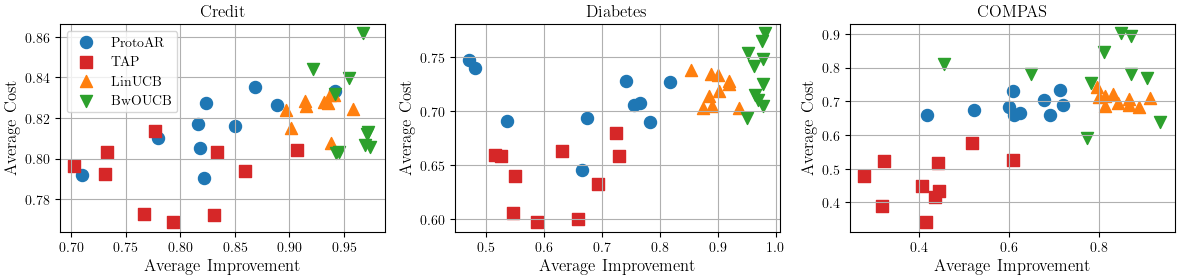 Credit
Average Cost
0.86
0.84
0.82
0.80
0.78
ProtoAR
TAP
LinUCB
BwOUCB
0.70 0.75 0.80 0.85 0.90 0.95
Average Improvement
Diabetes
Average Cost
0.75
0.70
0.65
0.60
0.5 0.6 0.7 0.8 0.9 1.0
Average Improvement
COMPAS
Average Cost
0.9
0.8
0.7
0.6
0.5
0.4
0.4 0.6 0.8
Average Improvement